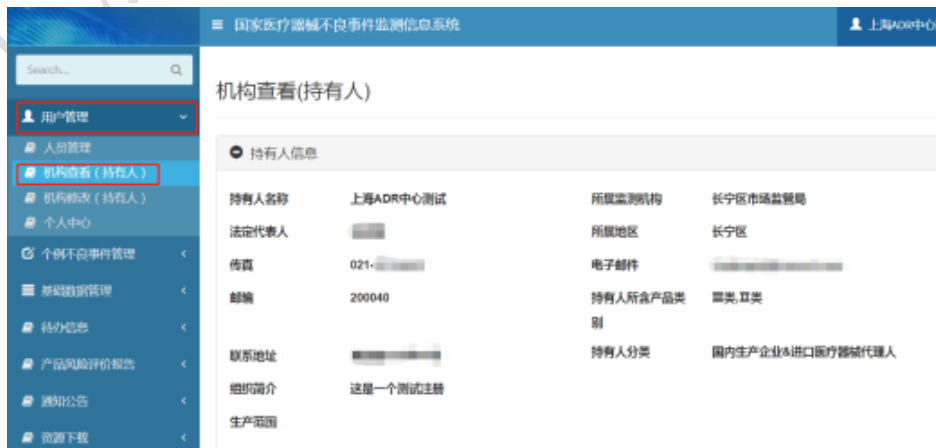 国家医疗器械不良事件监测信息系统
上海ADR中心
Search...
用户管理
人员管理
机构查看（持有人）
机构修改（持有人）
个人中心
个例不良事件管理
基础数据管理
待办信息
产品风险评价报告
通知公告
资源下载
机构查看(持有人)
持有人信息
持有人名称 上海ADR中心测试 所属监测机构 长宁区市场监管局
法定代表人 所属地区 长宁区
传真 021- 电子邮件
邮编 200040 持有人所含产品类别 Ⅲ类,Ⅱ类
联系地址 持有人分类 国内生产企业&进口医疗器械代理人
组织简介 这是一个测试注册
生产范围